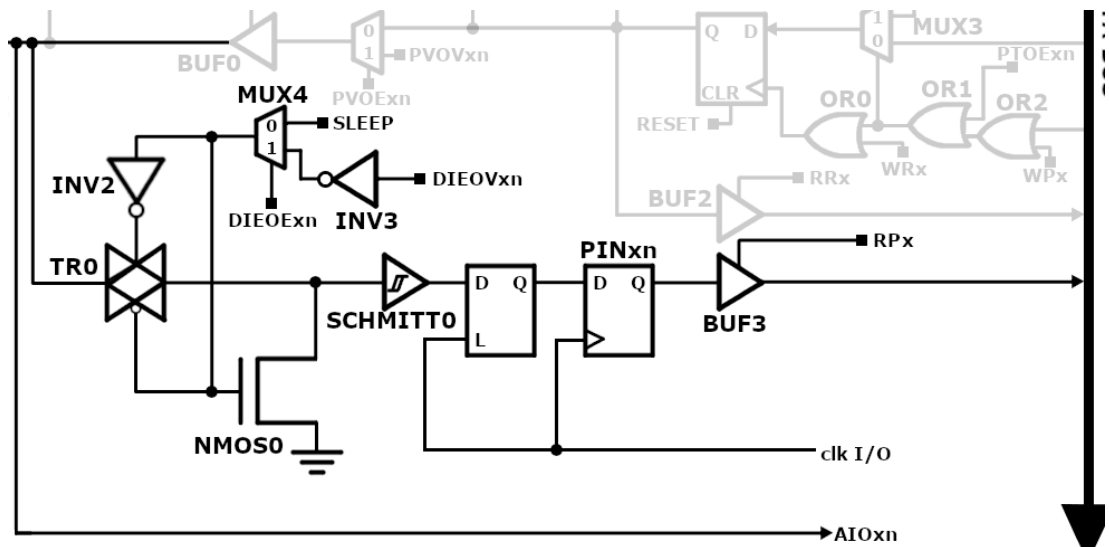 1
0
MUX3
Q
D
0
1
PVOVxn
BUF0
PTOExn
PVOExn
CLR
OR0
OR1
OR2
MUX4
0
1
SLEEP
RESET
WRx
WPx
INV2
DIEOVxn
RRx
BUF2
DIEOExn
INV3
RPx
TR0
PINxn
D
Q
D
Q
SCHMITT0
BUF3
L
NMOS0
clk I/O
AIOxn